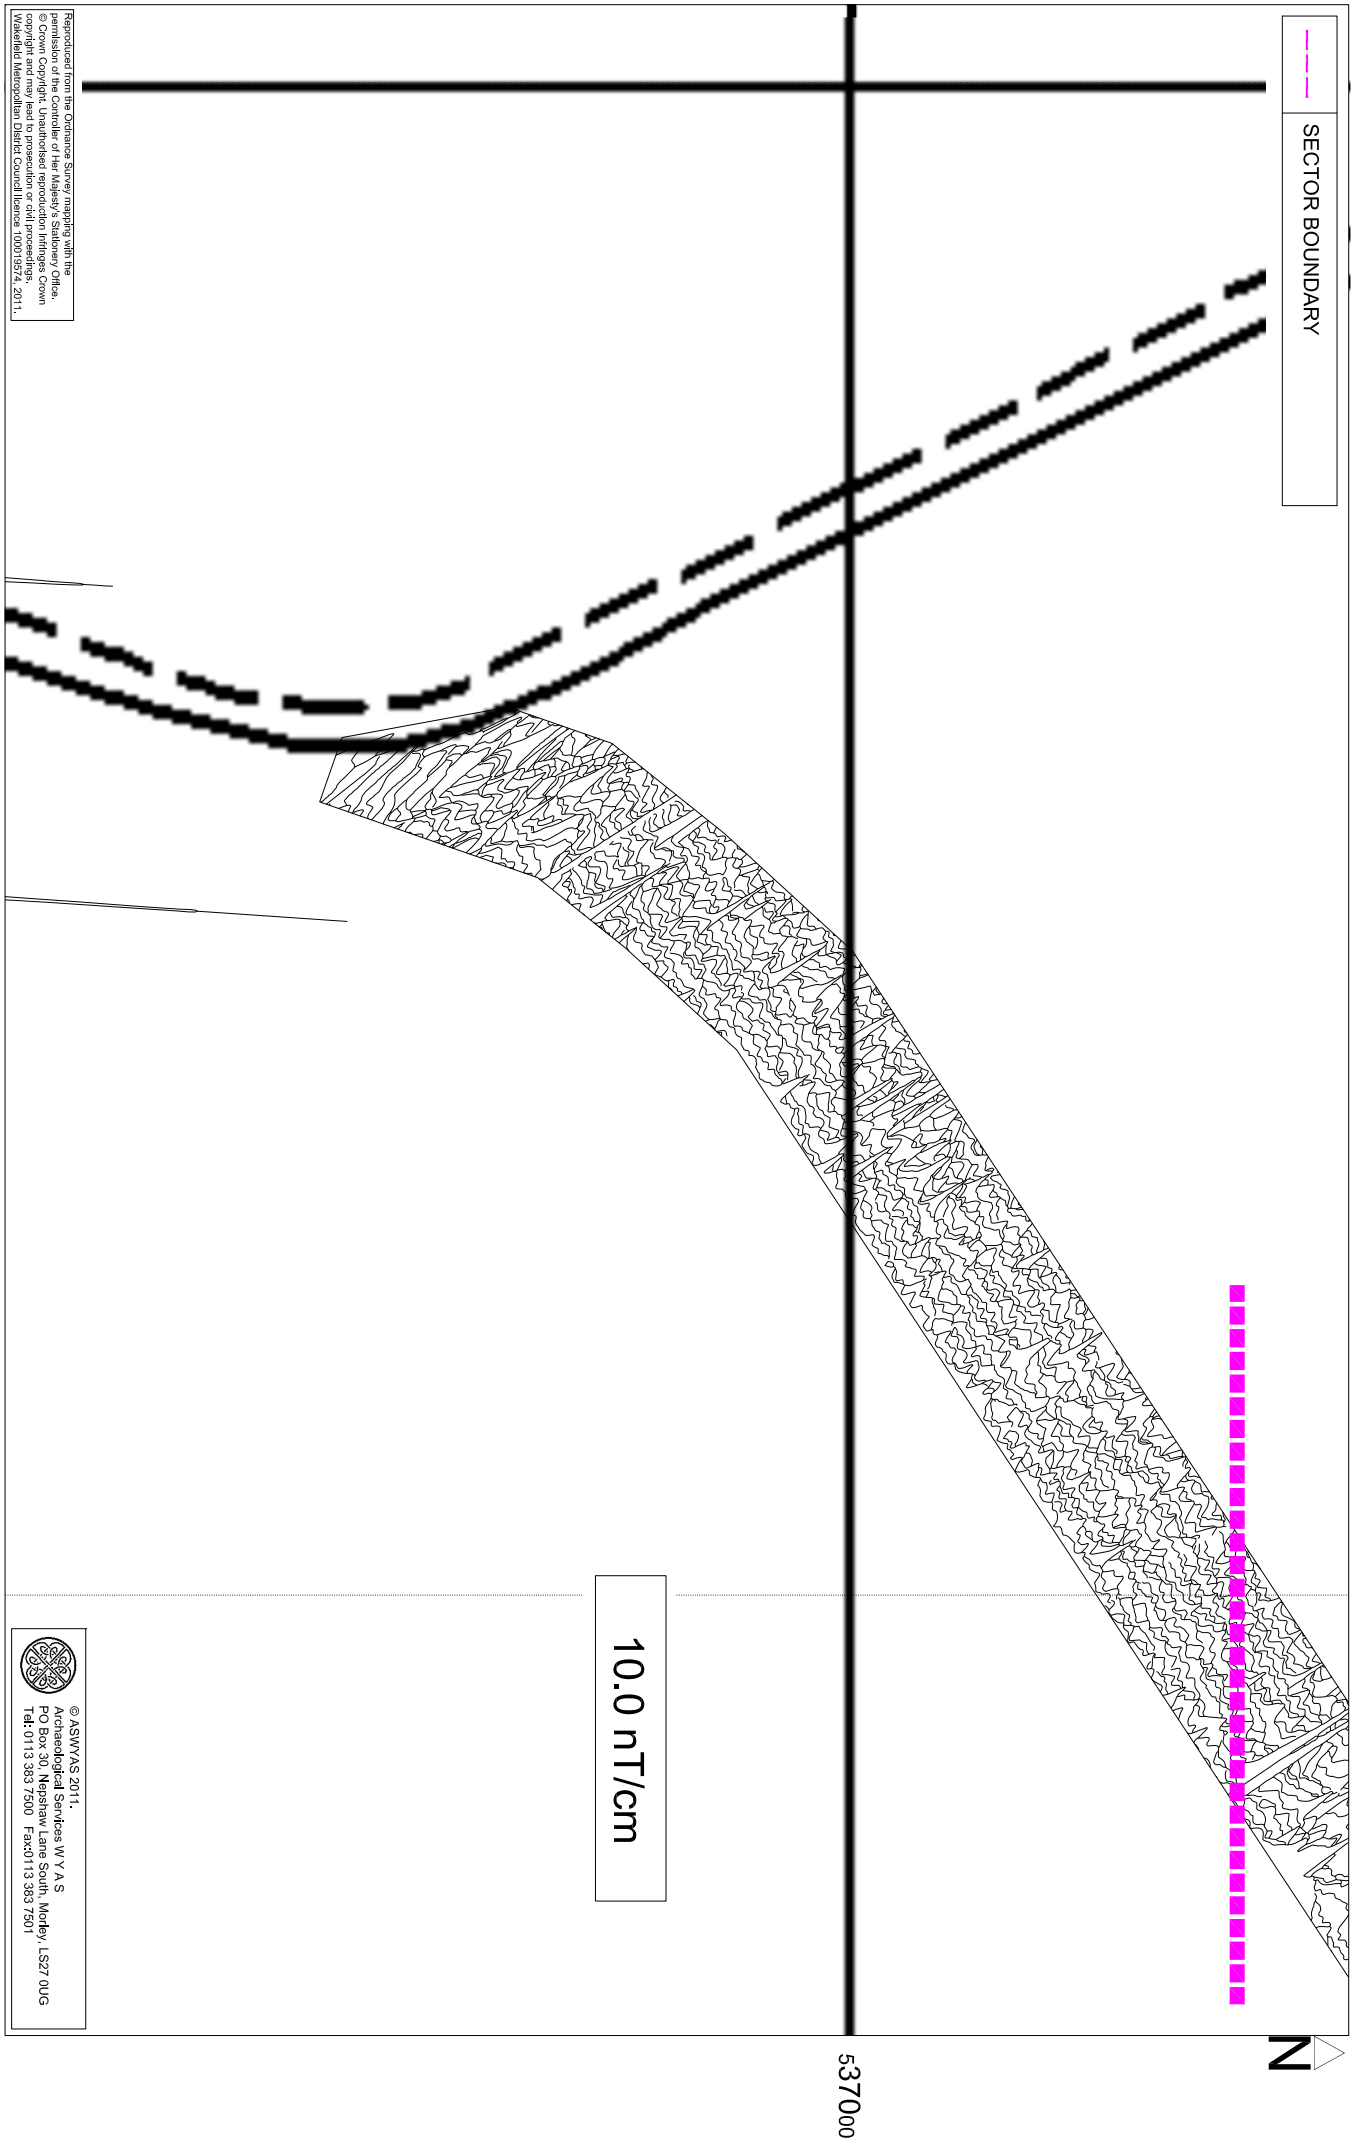 SECTOR BOUNDARY
Reproduced from the Ordnance Survey mapping with the
permission of the Controller of Her Majesty's Stationery Office.
© Crown Copyright. Unauthorised reproduction infringes Crown
copyright and may lead to prosecution or civil proceedings.
Wakefield Metropolitan District Council licence 100019574, 2011.
10.0 nT/cm
© ASWYAS 2011.
Archaeological Services W Y A S
PO Box 30, Nepshaw Lane South, Morley, LS27 0UG
Tel: 0113 383 7500 Fax:0113 383 7501
N
537000